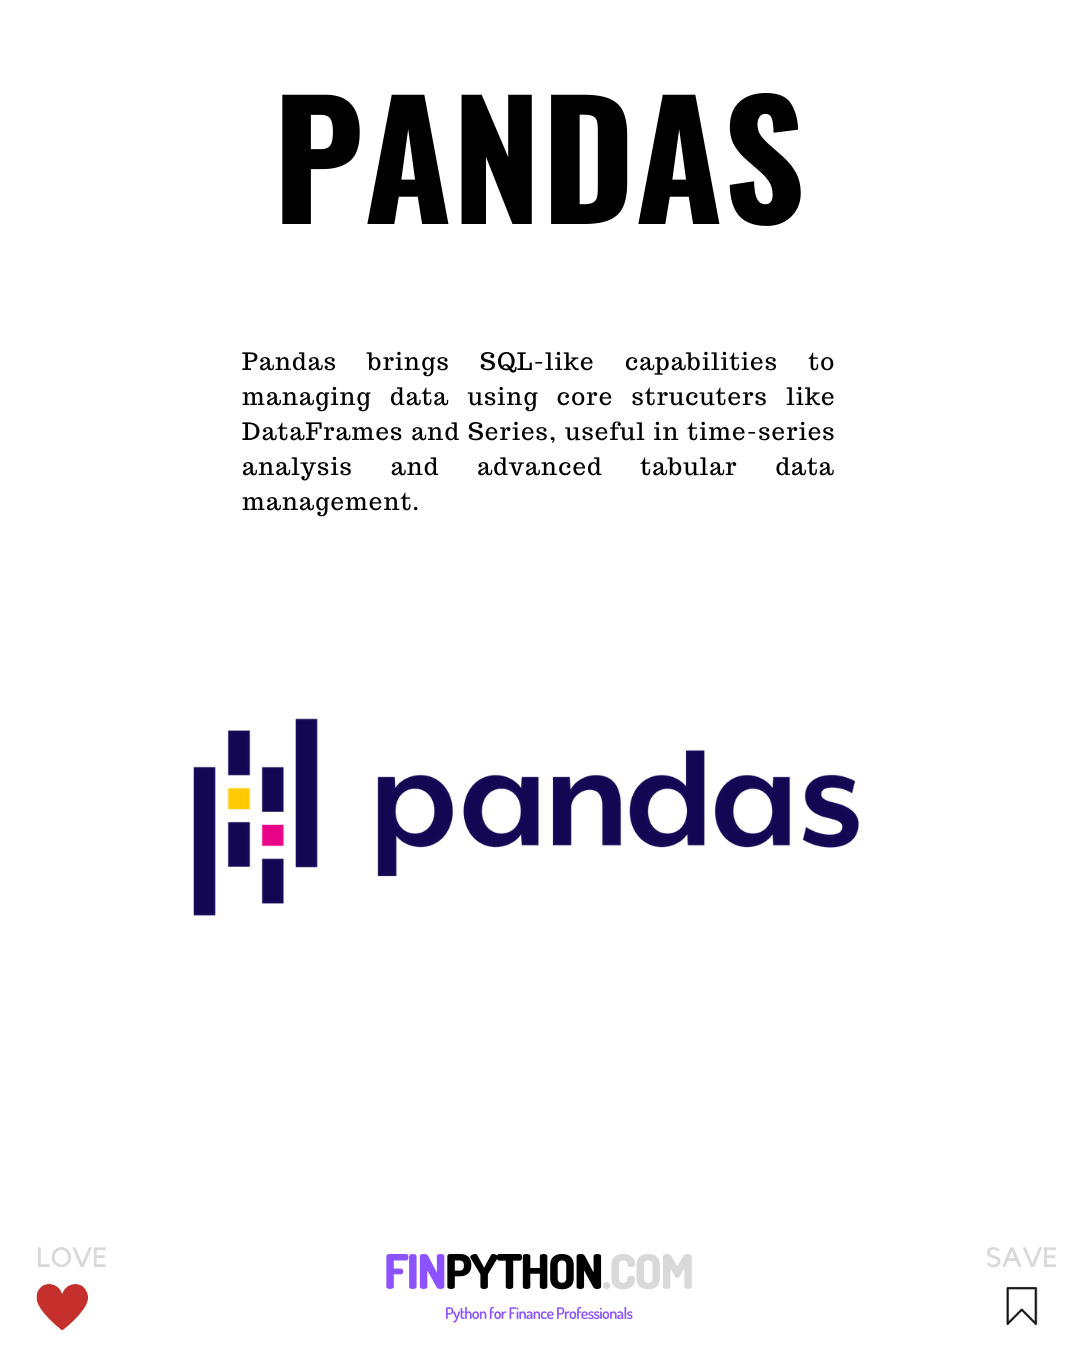 PANDAS
Pandas brings SQL-like capabilities to
managing data using core strucuters like
DataFrames and Series, useful in time-series
analysis and advanced tabular data
management.
pandas
LOVE
FINPYTHON.COM
Python for Finance Professionals
SAVE